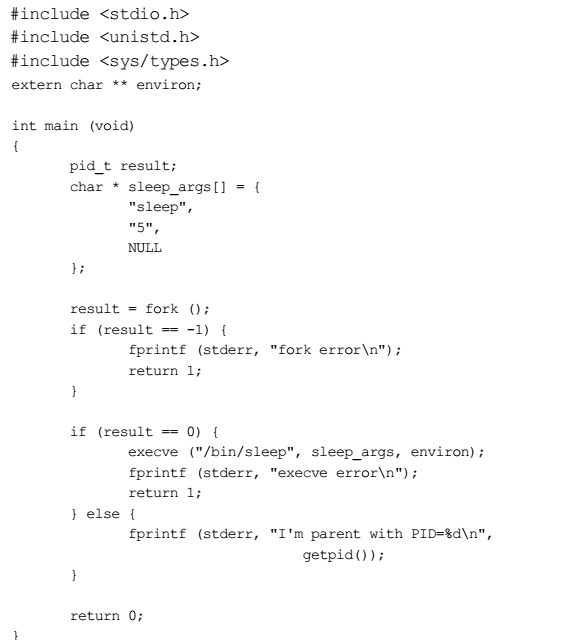 #include <stdio.h>
#include <unistd.h>
#include <sys/types.h>
extern char ** environ;

int main (void)
{
        pid_t result;
        char * sleep_args[] = {
                "sleep",
                "5",
                NULL
        };

        result = fork ();
        if (result == -1) {
                fprintf (stderr, "fork error\n");
                return 1;
        }

        if (result == 0) {
                execve ("/bin/sleep", sleep_args, environ);
                fprintf (stderr, "execve error\n");
                return 1;
        } else {
                fprintf (stderr, "I'm parent with PID=%d\n",
                                        getpid());
        }

        return 0;
}